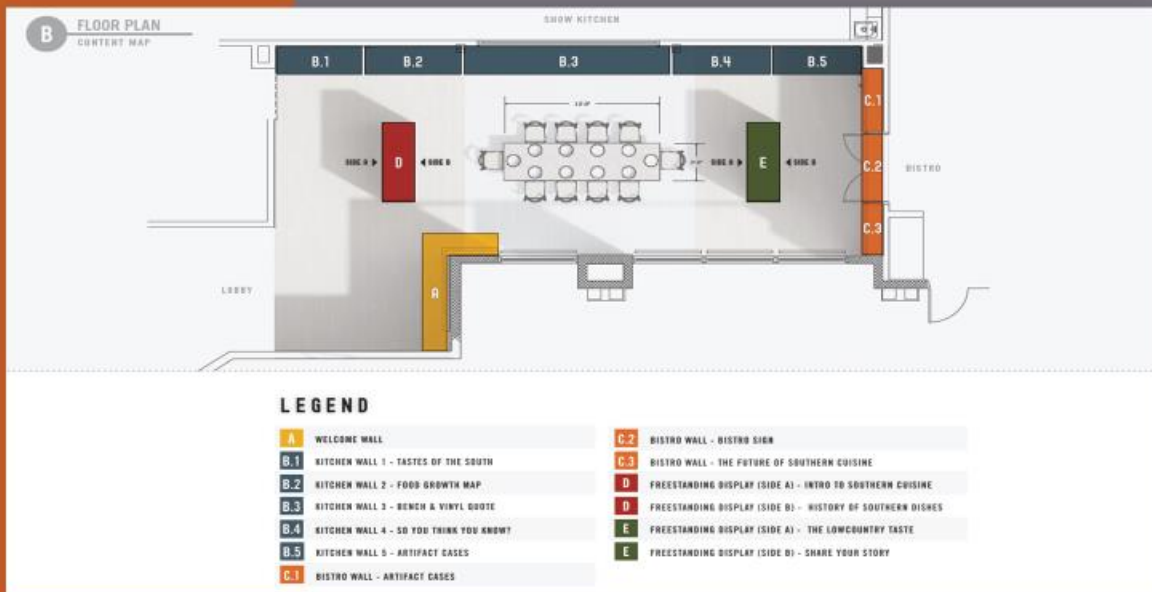 B
FLOOR PLAN
CONTENT MAP
SHOW KITCHEN
B.1
B.2
B.3
B.4
B.5
C.1
SIDE
D
SIDE B
SIDE
E
SIDE B
C.2
BISTRO
C.3
LOBBY
A
LEGEND
A WELCOME WALL
B.1 KITCHEN WALL 1 - TASTES OF THE SOUTH
B.2 KITCHEN WALL 2 - FOOD GROWTH MAP
B.3 KITCHEN WALL 3 - BENCH & VINYL QUOTE
B.4 KITCHEN WALL 4 - SO YOU THINK YOU KNOW?
B.5 KITCHEN WALL 5 - ARTIFACT CASES
C.1 BISTRO WALL - ARTIFACT CASES
C.2 BISTRO WALL - BISTRO SIGN
C.3 BISTRO WALL - THE FUTURE OF SOUTHERN CUISINE
D FREESTANDING DISPLAY (SIDE A) - INTRO TO SOUTHERN CUISINE
D FREESTANDING DISPLAY (SIDE B) - HISTORY OF SOUTHERN DISHES
E FREESTANDING DISPLAY (SIDE A) - THE LOWCOUNTRY TASTE
E FREESTANDING DISPLAY (SIDE B) - SHARE YOUR STORY